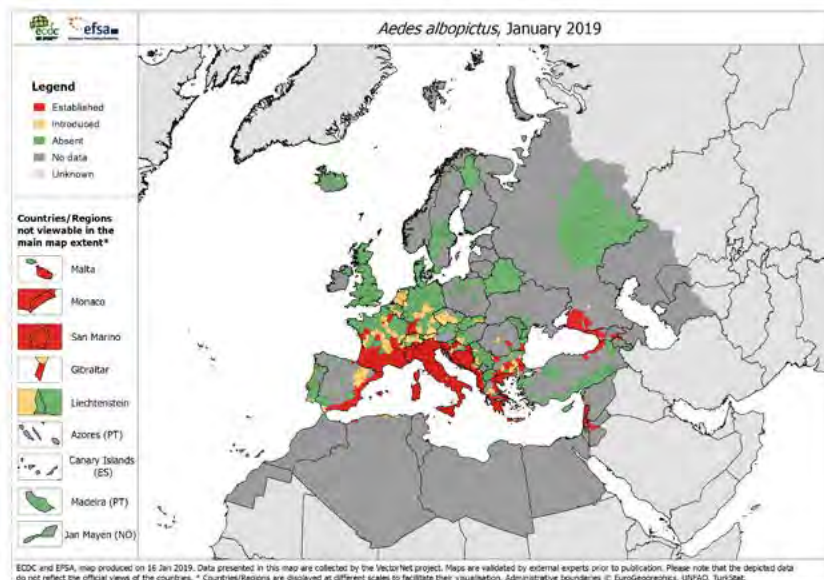 ecdc
efsa
Aedes albopictus, January 2019
Legend
Established
Introduced
Absent
No data
Unknown
Countries/Regions
not viewable in the
main map extent*
Malta
Monaco
San Marino
Gibraltar
Liechtenstein
Azores (PT)
Canary Islands
(ES)
Madeira (PT)
Jan Mayen (NO)
ECDC and EFSA, map produced on 16 Jan 2019. Data presented in this map are collected by the VectorNet project. Maps are validated by external experts prior to publication. Please note that the depicted data
do not reflect the official views of the countries. * Countries/Regions are displayed at different scales to facilitate their visualisation. Administrative boundaries © EuroGeographics, UNFAO, TurkStat.